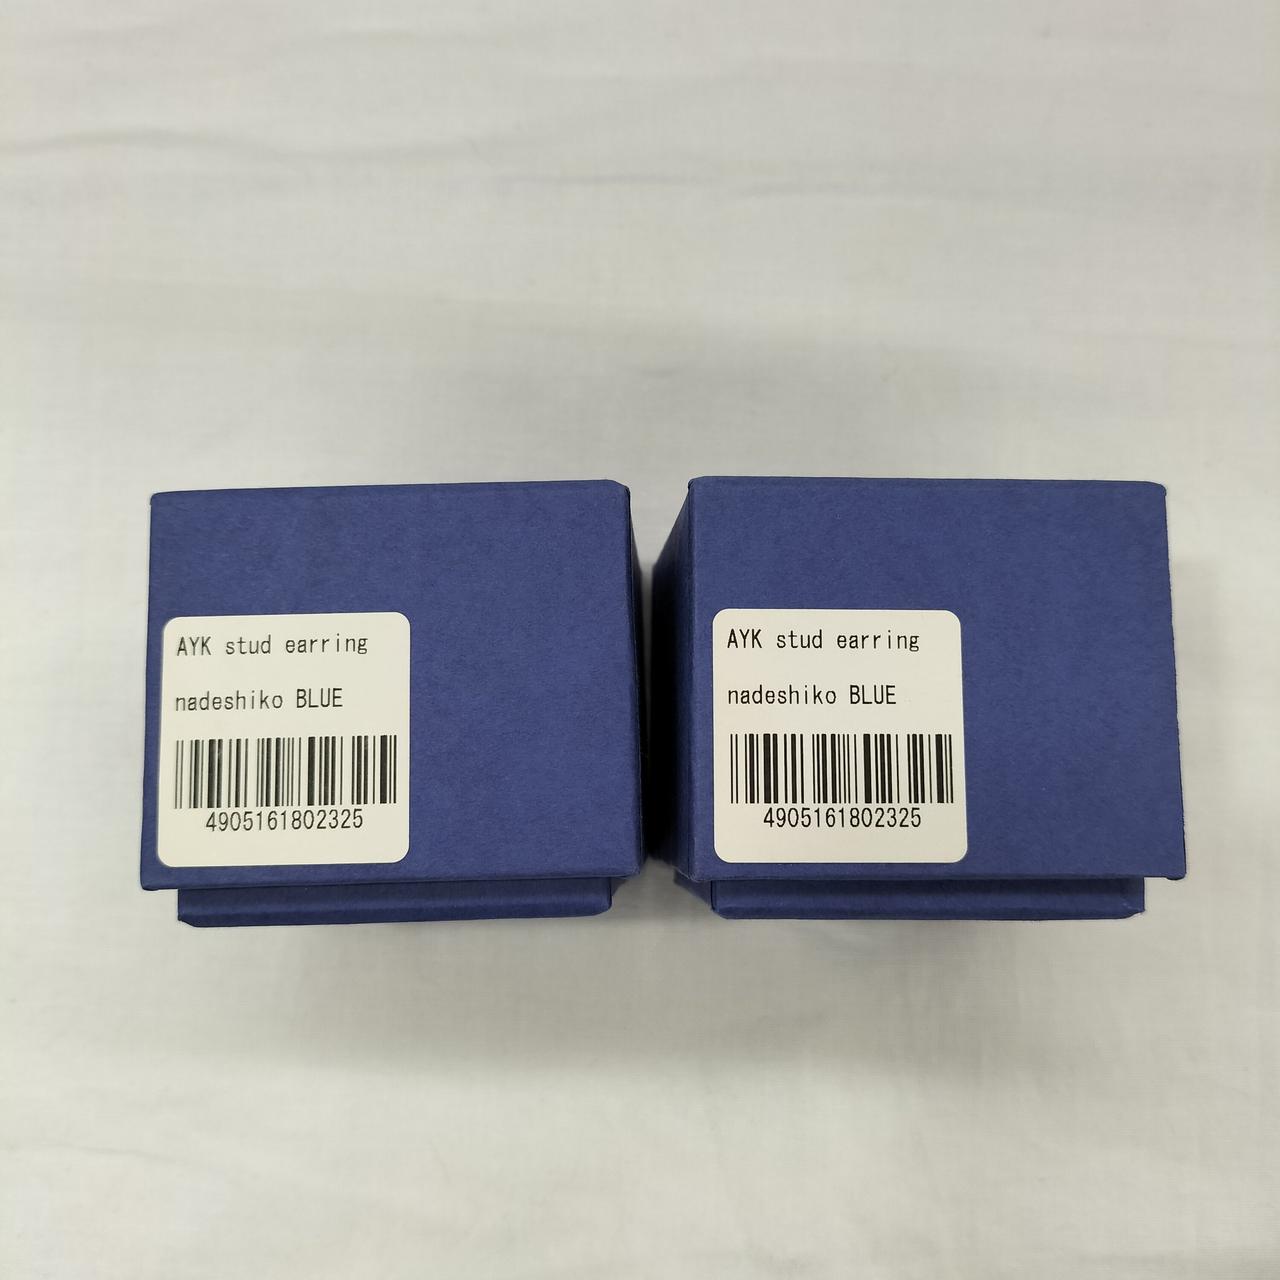 AYK stud earring
nadeshiko BLUE
4905161802325
AYK stud earring
nadeshiko BLUE
4905161802325